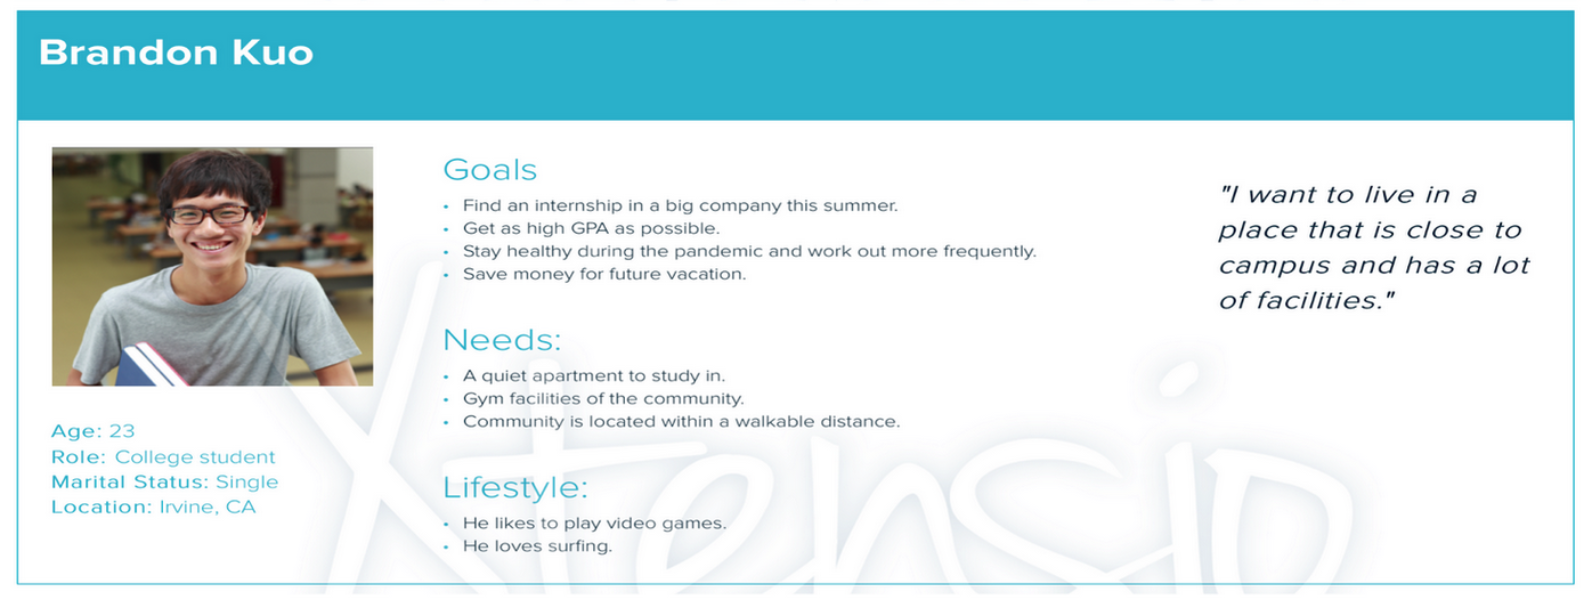 Brandon Kuo
Age: 23
Role: College student
Marital Status: Single
Location: Irvine, CA
Goals
• Find an internship in a big company this summer.
• Get as high GPA as possible.
• Stay healthy during the pandemic and work out more frequently.
• Save money for future vacation.
Needs:
• A quiet apartment to study in.
• Gym facilities of the community.
• Community is located within a walkable distance.
Lifestyle:
• He likes to play video games.
• He loves surfing.
"I want to live in a
place that is close to
campus and has a lot
of facilities."
Xtensio